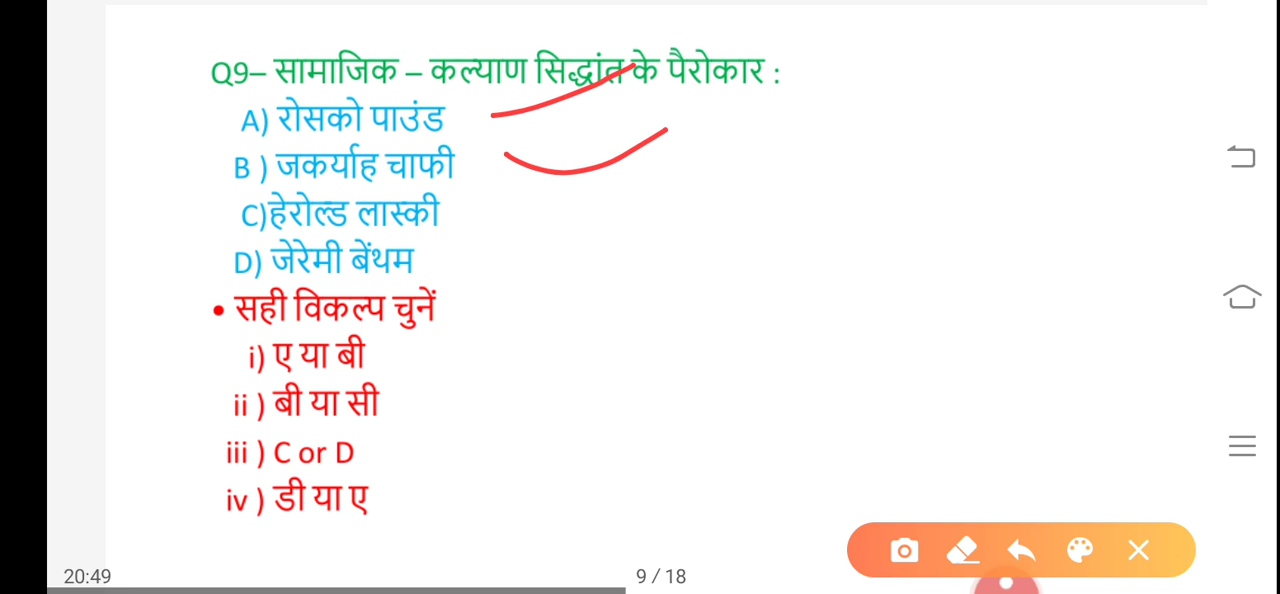 Q9– सामाजिक – कल्याण सिद्धांत के पैरोकार :
A) रोसको पाउंड
B ) जकर्याह चाफी
C)हेरोल्ड लास्की
D) जेरेमी बेंथम
• सही विकल्प चुनें
i) ए या बी
ii ) बी या सी
iii ) C or D
iv ) डी या ए
20:49
9 / 18